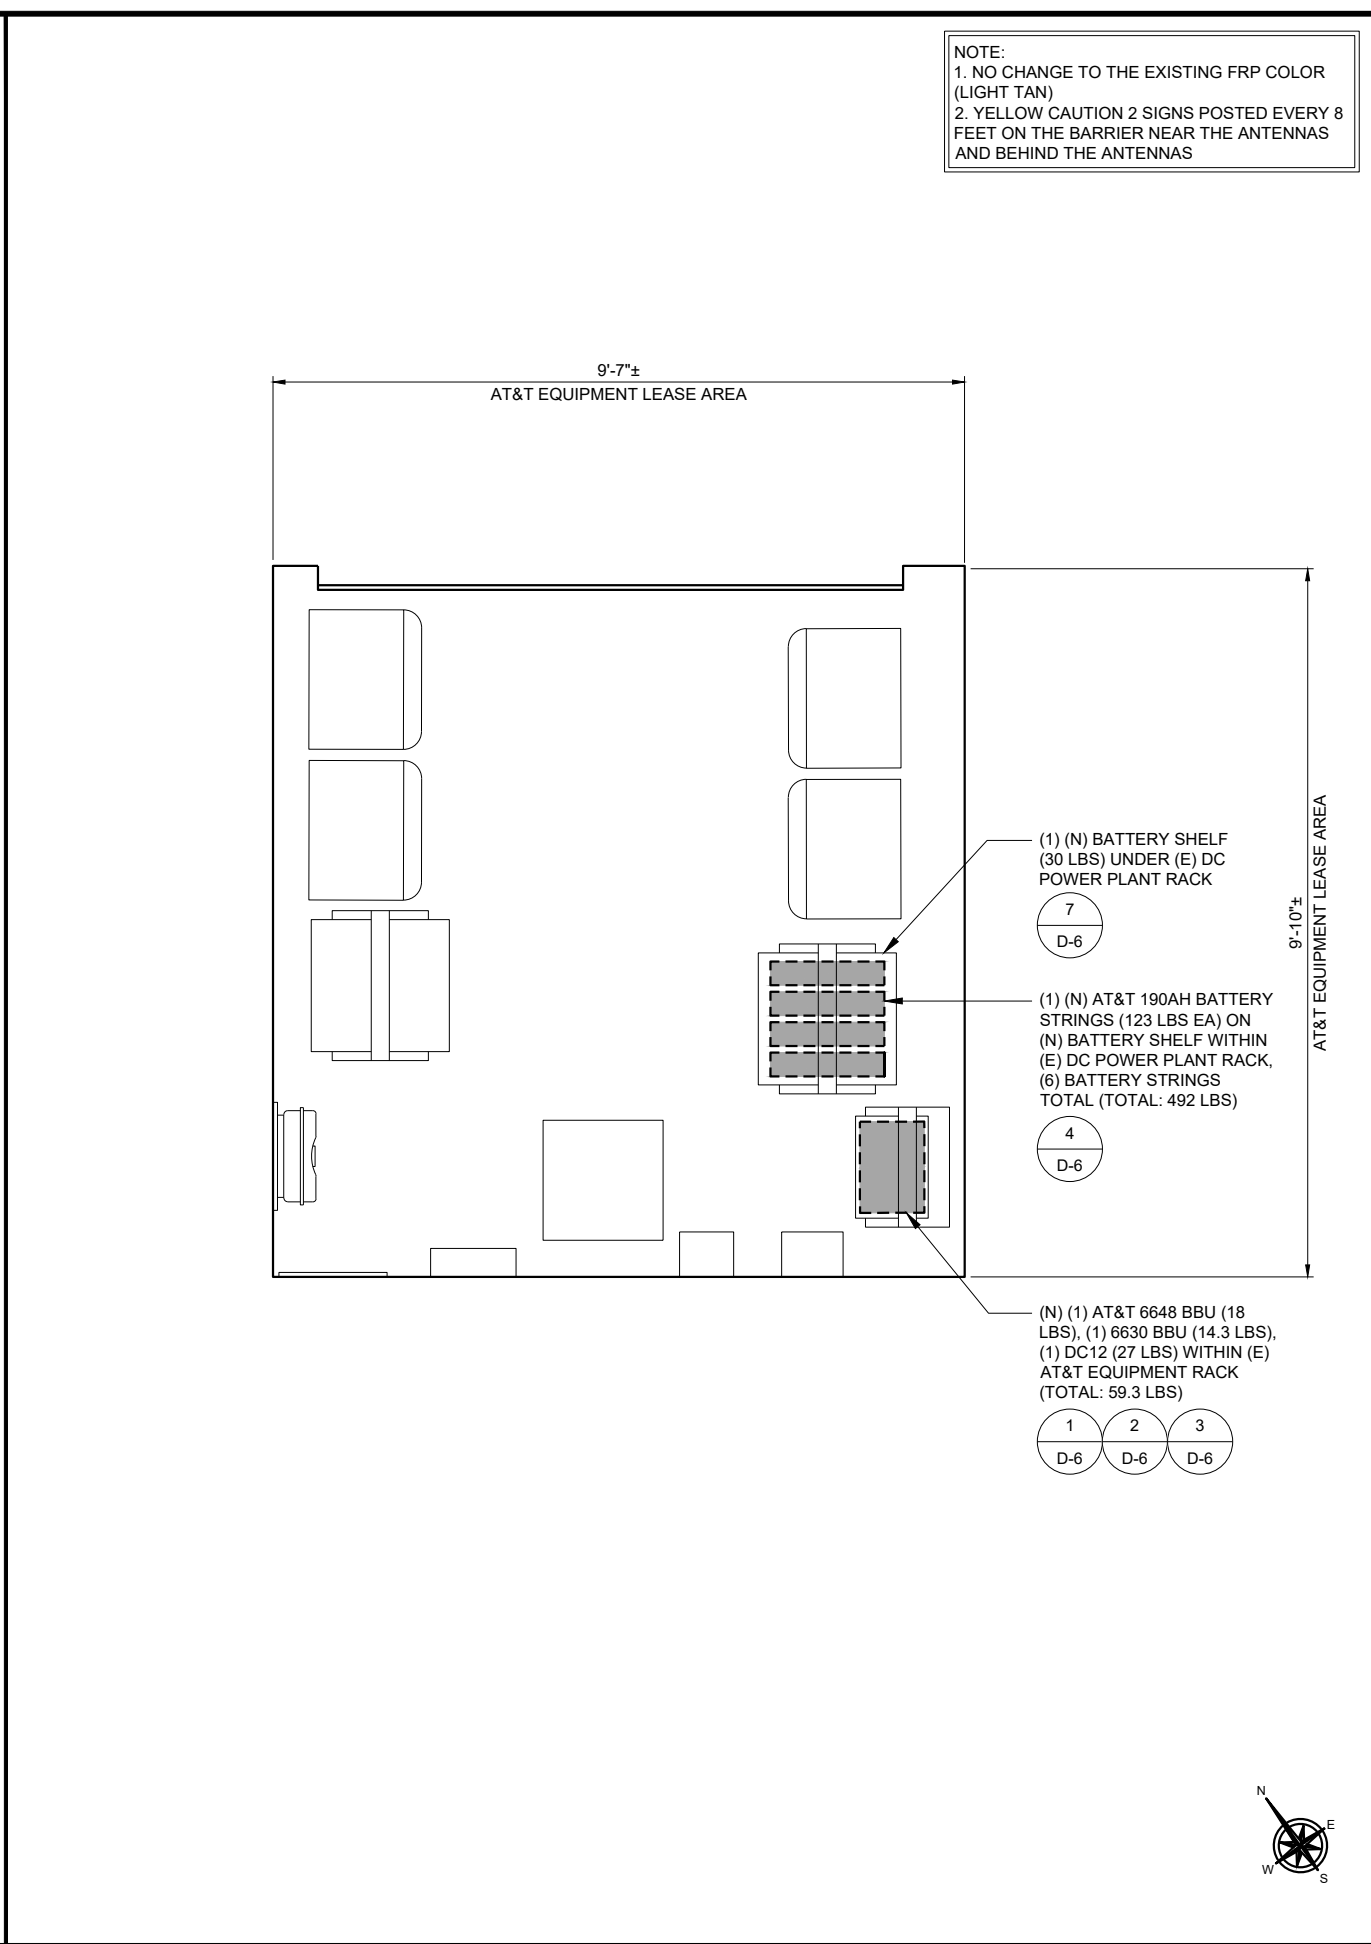 NOTE:
1. NO CHANGE TO THE EXISTING FRP COLOR
(LIGHT TAN)
2. YELLOW CAUTION 2 SIGNS POSTED EVERY 8
FEET ON THE BARRIER NEAR THE ANTENNAS
AND BEHIND THE ANTENNAS
9'-7"±
AT&T EQUIPMENT LEASE AREA
(1) (N) BATTERY SHELF
(30 LBS) UNDER (E) DC
POWER PLANT RACK
7
D-6
9'-10"±
AT&T EQUIPMENT LEASE AREA
(1) (N) AT&T 190AH BATTERY
STRINGS (123 LBS EA) ON
(N) BATTERY SHELF WITHIN
(E) DC POWER PLANT RACK,
(6) BATTERY STRINGS
TOTAL (TOTAL: 492 LBS)
4
D-6
(N) (1) AT&T 6648 BBU (18
LBS), (1) 6630 BBU (14.3 LBS),
(1) DC12 (27 LBS) WITHIN (E)
AT&T EQUIPMENT RACK
(TOTAL: 59.3 LBS)
1 2 3
D-6 D-6 D-6
N
E
W
S